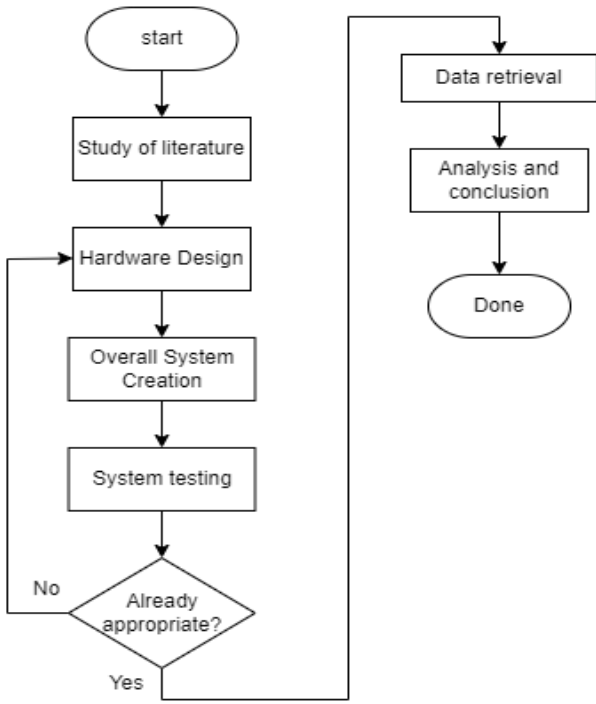 start
Study of literature
Hardware Design
Overall System
Creation
System testing
Already
appropriate?
No
Yes
Data retrieval
Analysis and
conclusion
Done